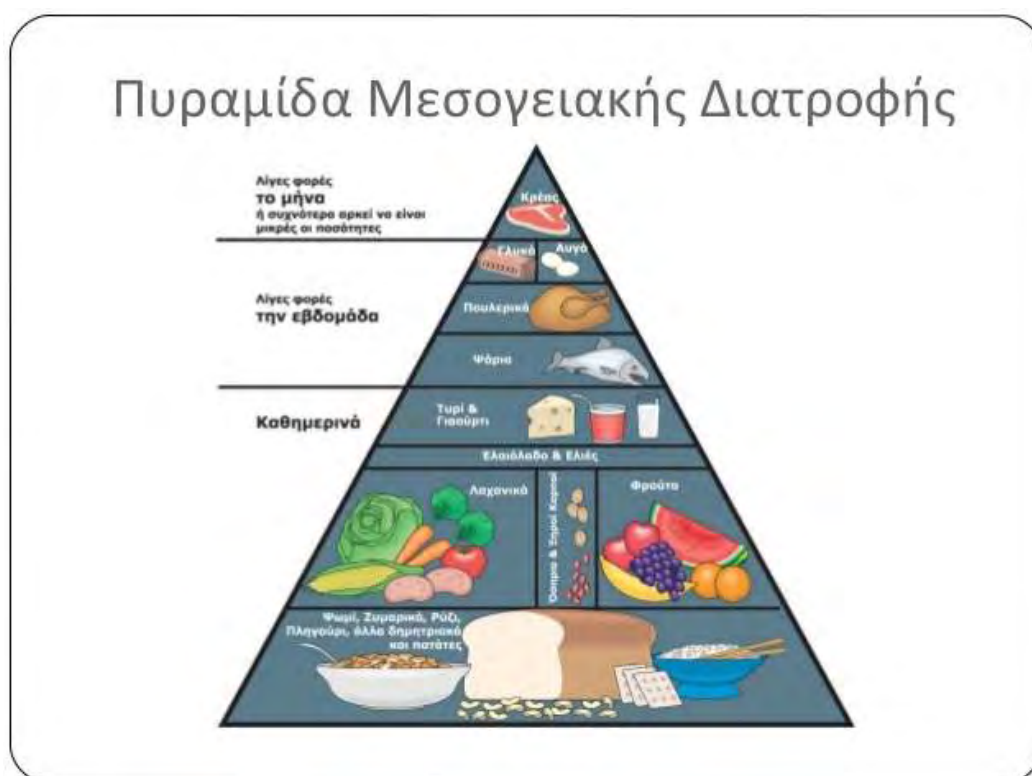 Πυραμίδα Μεσογειακής Διατροφής
Λίγες φορές
το μήνα
ή συχνότερα αρκεί να είναι
μικρές οι ποσότητες
Κρέας
Γλυκά
Αυγά
Λίγες φορές
την εβδομάδα
Πουλερικά
Ψάρια
Καθημερινά
Τυρί &
Γιαούρτι
Ελαιόλαδο & Ελιές
Λαχανικά
Όσπρια & Ξηροί Καρποί
Φρούτα
Ψωμί, Ζυμαρικά, Ρύζι,
Πληγούρι, άλλα δημητριακά
και πατάτες